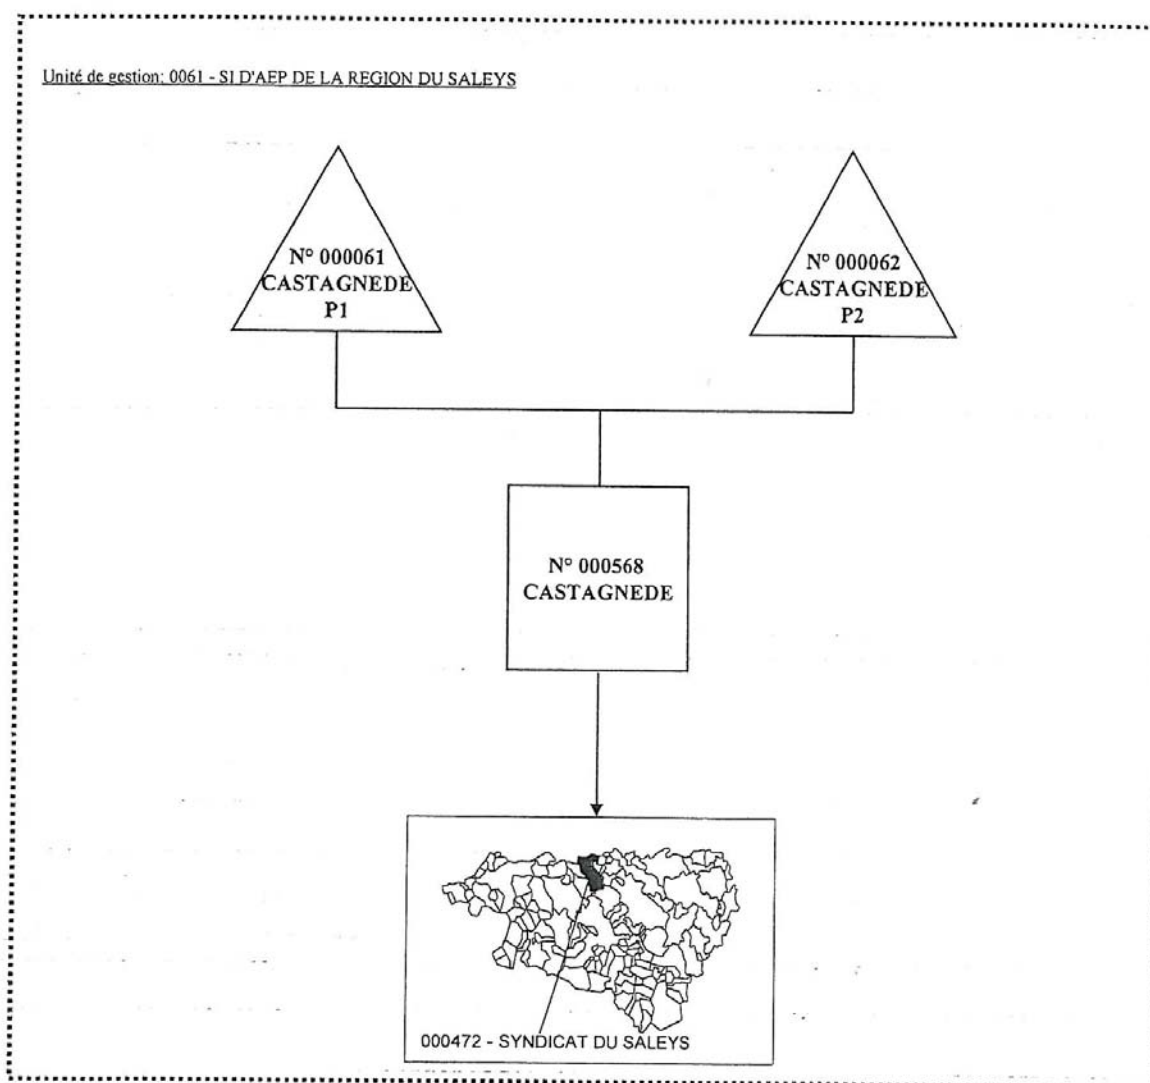 Unité de gestion: 0061 - SI D'AEP DE LA REGION DU SALEYS
N° 000061
CASTAGNEDE
P1
N° 000062
CASTAGNEDE
P2
N° 000568
CASTAGNEDE
000472 - SYNDICAT DU SALEYS